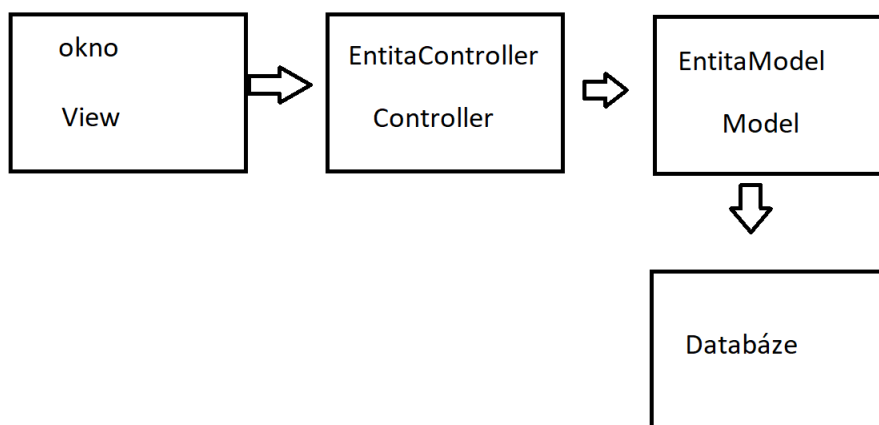 okno
View
EntitaController
Controller
EntitaModel
Model
Databáze